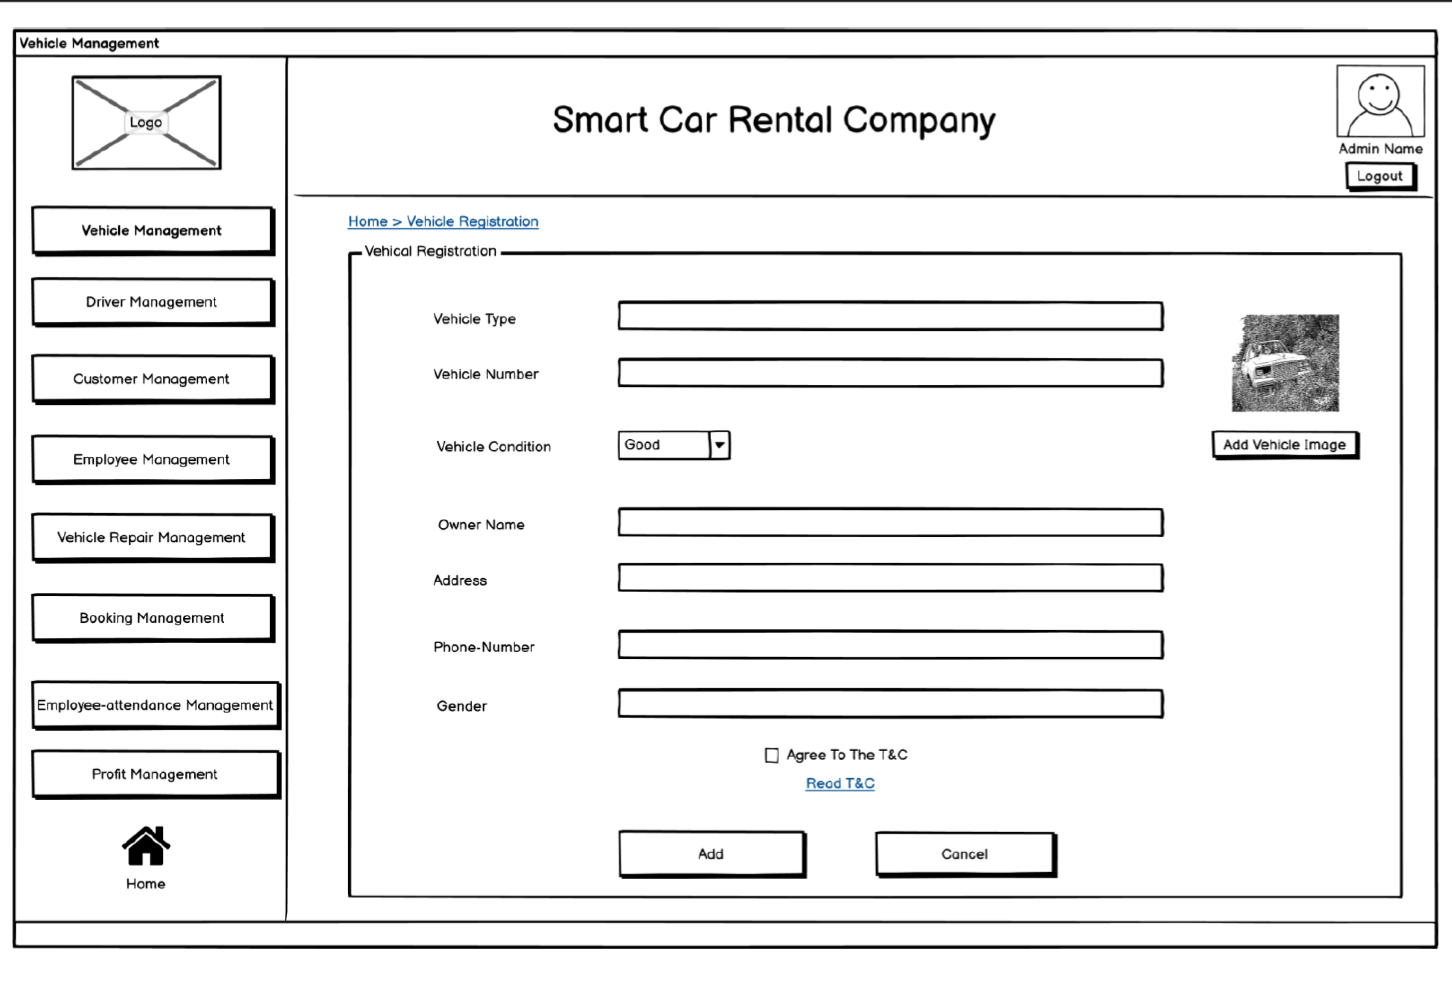 Vehicle Management
Logo
Smart Car Rental Company
Admin Name
Logout
Vehicle Management
Driver Management
Customer Management
Employee Management
Vehicle Repair Management
Booking Management
Employee-attendance Management
Profit Management
Home
Home > Vehicle Registration
Vehical Registration
Vehicle Type
Vehicle Number
Vehicle Condition Good
Add Vehicle Image
Owner Name
Address
Phone-Number
Gender
Agree To The T&C
Read T&C
Add Cancel